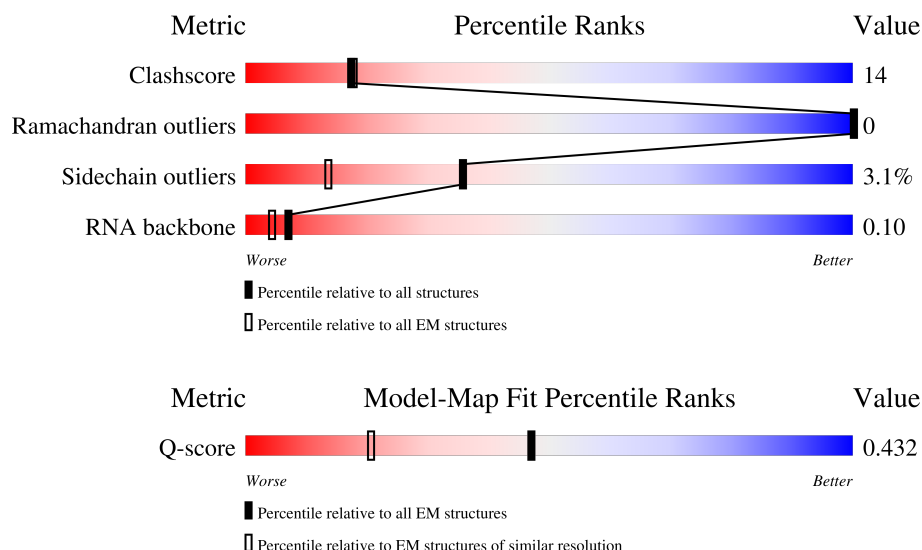 Metric Percentile Ranks Value
Clashscore 14
Ramachandran outliers 0
Sidechain outliers 3.1%
RNA backbone 0.10
Worse Better
Percentile relative to all structures
Percentile relative to all EM structures
Metric Model-Map Fit Percentile Ranks Value
Q-score 0.432
Worse Better
Percentile relative to all EM structures
Percentile relative to EM structures of similar resolution